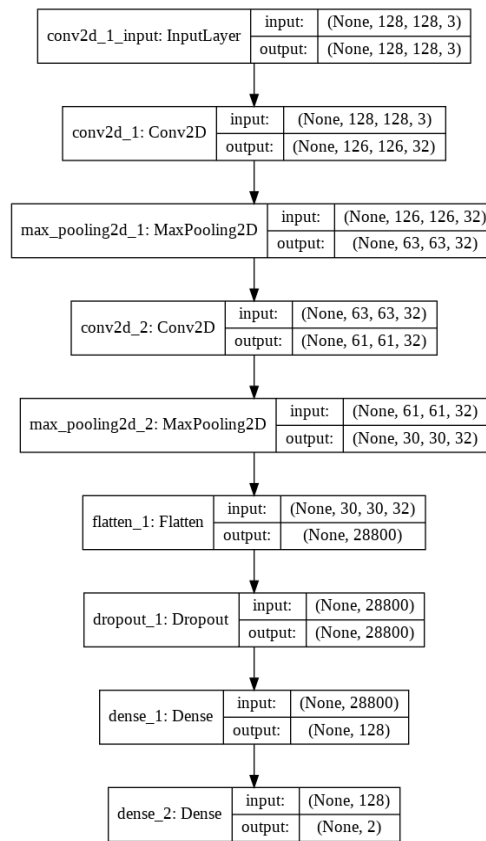 conv2d_1_input: InputLayer
input: (None, 128, 128, 3)
output: (None, 128, 128, 3)
conv2d_1: Conv2D
input: (None, 128, 128, 3)
output: (None, 126, 126, 32)
max_pooling2d_1: MaxPooling2D
input: (None, 126, 126, 32)
output: (None, 63, 63, 32)
conv2d_2: Conv2D
input: (None, 63, 63, 32)
output: (None, 61, 61, 32)
max_pooling2d_2: MaxPooling2D
input: (None, 61, 61, 32)
output: (None, 30, 30, 32)
flatten_1: Flatten
input: (None, 30, 30, 32)
output: (None, 28800)
dropout_1: Dropout
input: (None, 28800)
output: (None, 28800)
dense_1: Dense
input: (None, 28800)
output: (None, 128)
dense_2: Dense
input: (None, 128)
output: (None, 2)